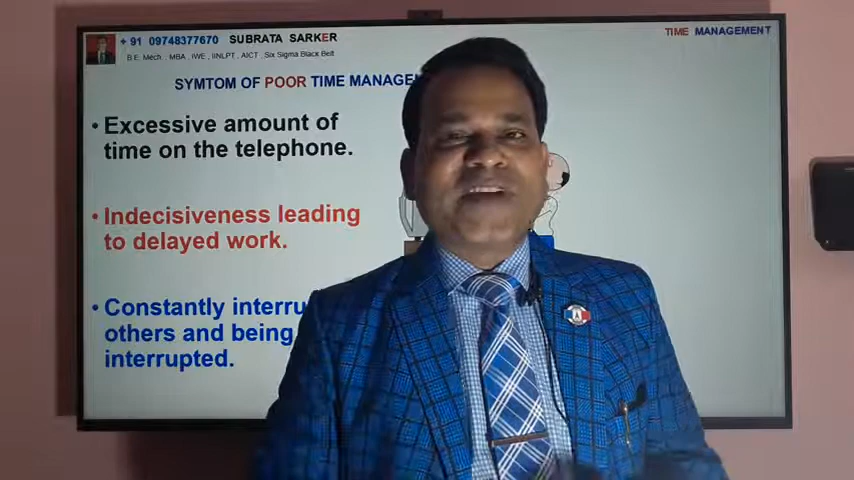 + 91 09748377670 SUBRATA SARKER
TIME MANAGEMENT
B.E. Mech , MBA , IWE , IINLPT , AICT , Six Sigma Black Belt
SYMTOM OF POOR TIME MANAGE
• Excessive amount of
time on the telephone.
• Indecisiveness leading
to delayed work.
• Constantly interru
others and being
interrupted.